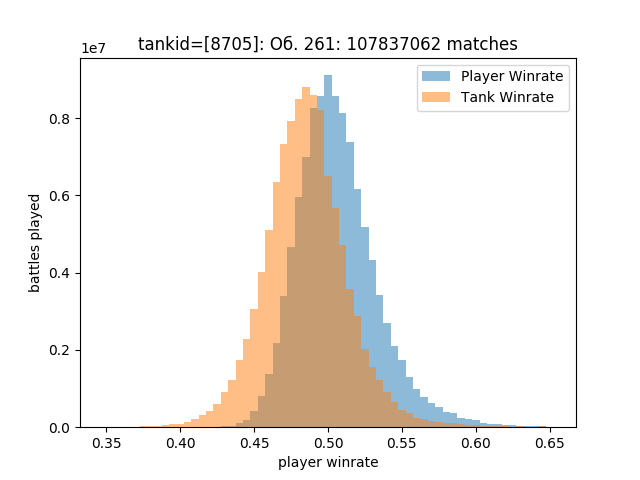 tankid=[8705]: Об. 261: 107837062 matches
1e7
Player Winrate
Tank Winrate
0.8
0.6
0.4
0.2
0.0
battles played
0.35 0.40 0.45 0.50 0.55 0.60 0.65
player winrate